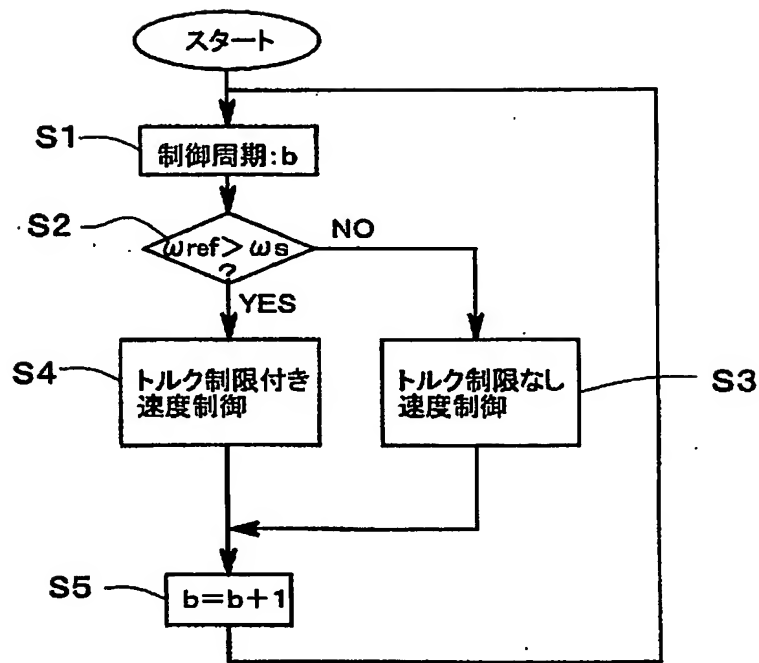 スタート
S1
制御周期:b
S2
ωref>ωs
?
NO
YES
S4
トルク制限付き
速度制御
トルク制限なし
速度制御
S3
S5
b=b+1